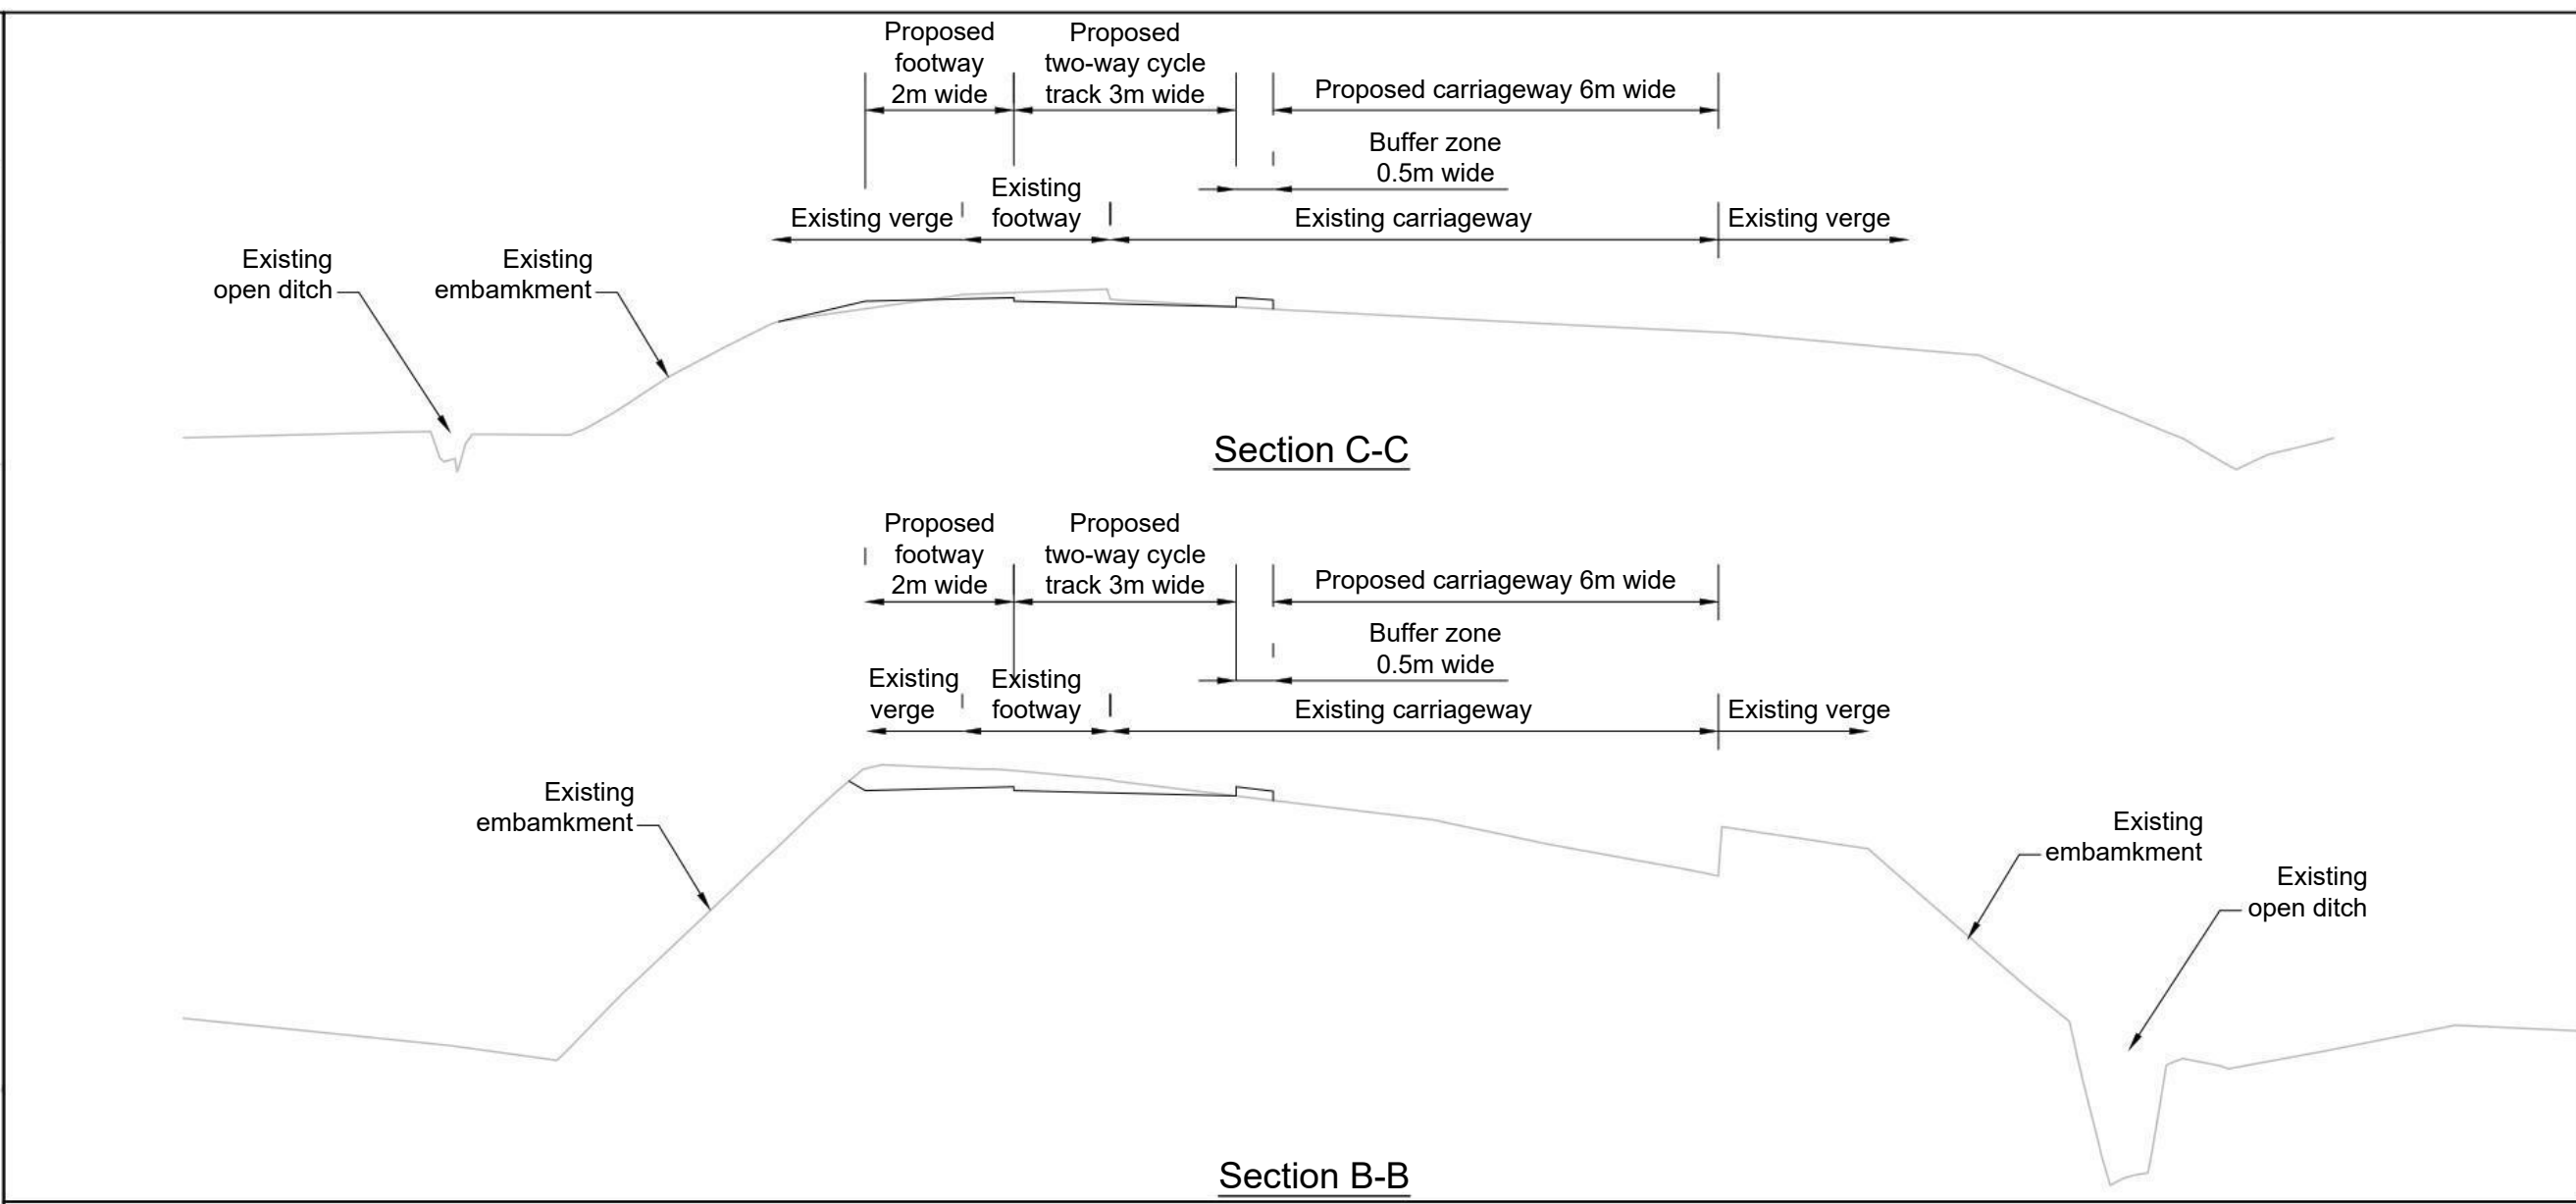 Proposed
footway
2m wide
Proposed
two-way cycle
track 3m wide
Proposed carriageway 6m wide
Buffer zone
0.5m wide
Existing verge
Existing
footway
Existing carriageway
Existing verge
Existing
open ditch
Existing
embamkment
Section C-C
Proposed
footway
2m wide
Proposed
two-way cycle
track 3m wide
Proposed carriageway 6m wide
Buffer zone
0.5m wide
Existing
verge
Existing
footway
Existing carriageway
Existing verge
Existing
embamkment
Existing
embamkment
Existing
open ditch
Section B-B